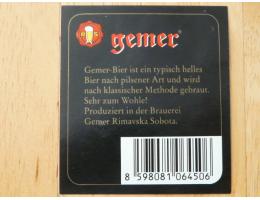 R S
gemer®
Gemer-Bier ist ein typisch helles
Bier nach pilsener Art und wird
nach klassischer Methode gebraut.
Sehr zum Wohle!
Produziert in der Brauerei
Gemer Rimavska Sobota.
8 598081 064506